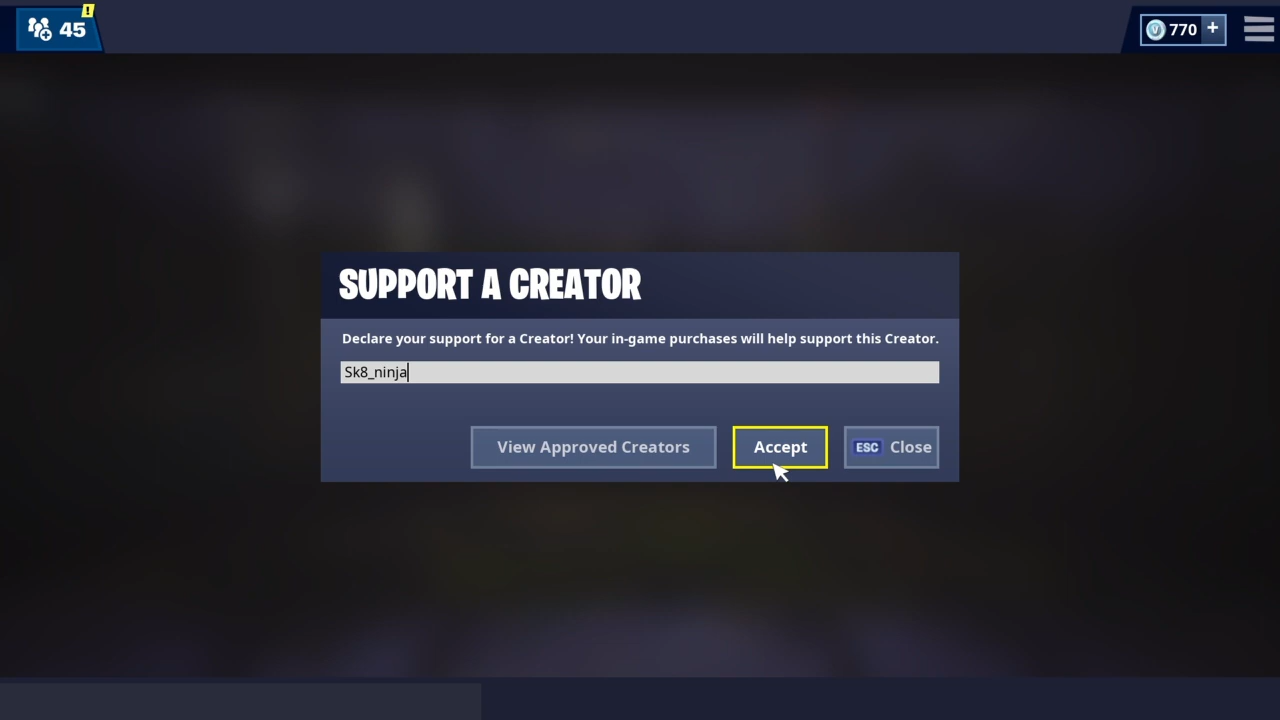 45
!
770 +
SUPPORT A CREATOR
Declare your support for a Creator! Your in-game purchases will help support this Creator.
Sk8_ninja
View Approved Creators
Accept
ESC Close